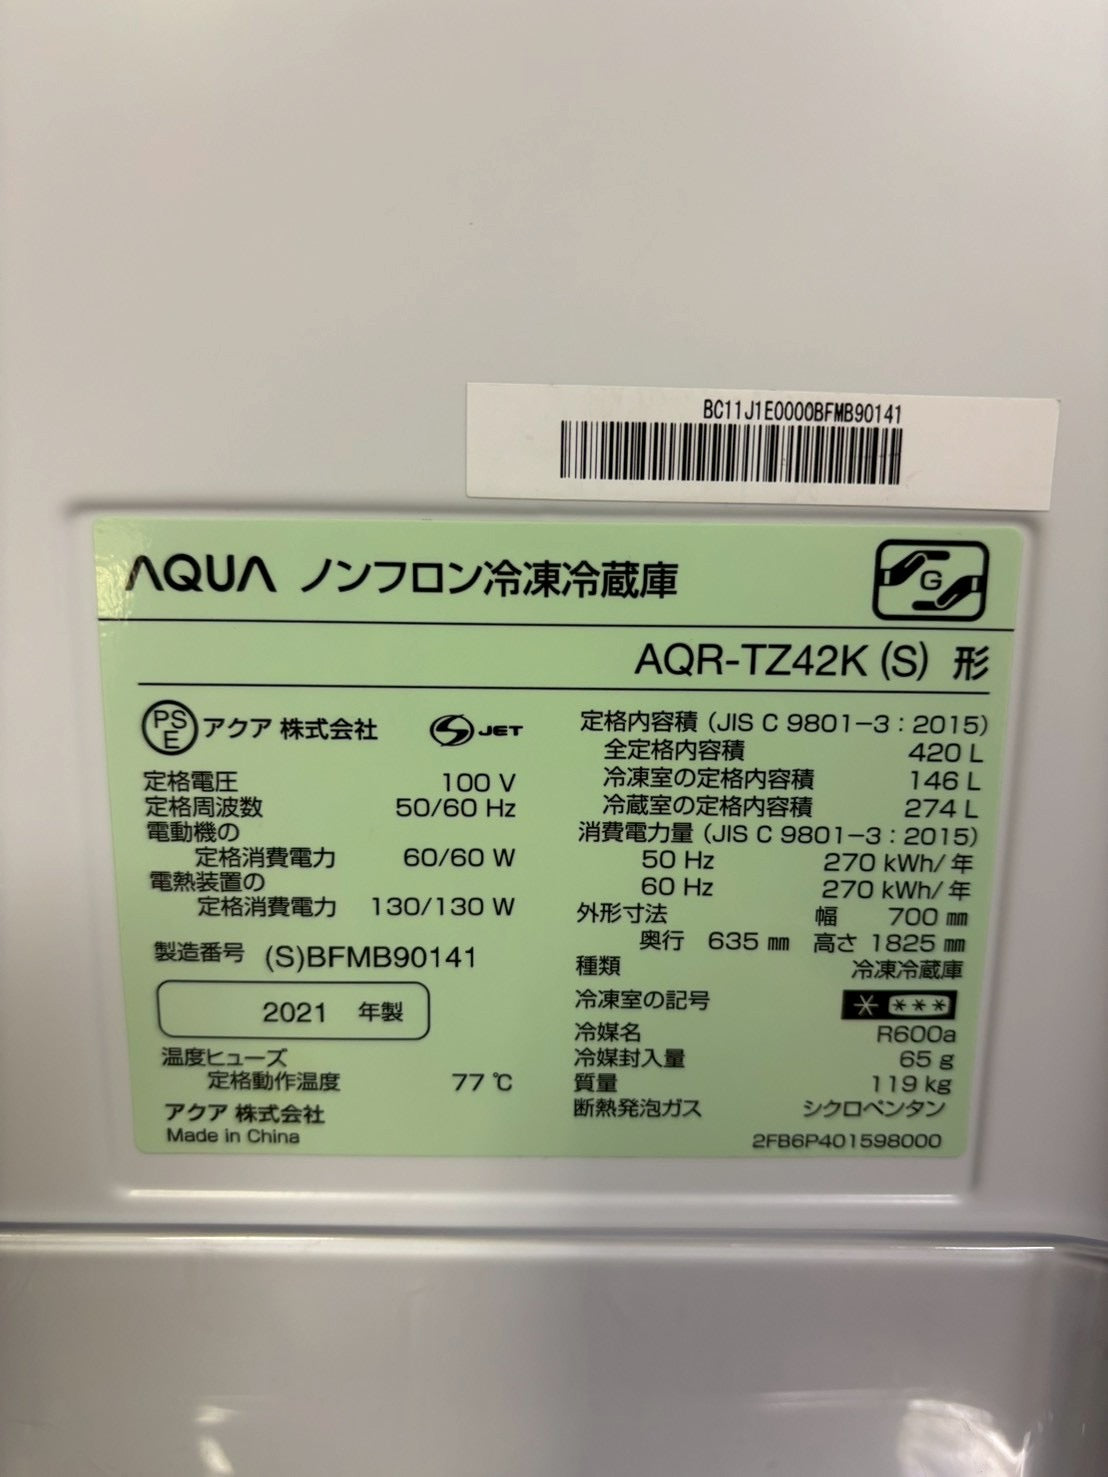 BC11J1E0000BFMB90141
AQUA ノンフロン冷凍冷蔵庫
G
AQR-TZ42K (S) 形
PS E アクア 株式会社 JET
定格電圧 100 V
定格周波数 50/60 Hz
電動機の
定格消費電力 60/60 W
電熱装置の
定格消費電力 130/130 W
製造番号 (S)BFMB90141
2021 年製
温度ヒューズ
定格動作温度 77 ℃
アクア 株式会社
Made in China
定格内容積 (JIS C 9801-3 : 2015)
全定格内容積 420 L
冷凍室の定格内容積 146 L
冷蔵室の定格内容積 274 L
消費電力量 (JIS C 9801-3 : 2015)
50 Hz 270 kWh/年
60 Hz 270 kWh/年
外形寸法 幅 700 ㎜
奥行 635 ㎜ 高さ 1825 ㎜
種類 冷凍冷蔵庫
冷凍室の記号 * ***
冷媒名 R600a
冷媒封入量 65 g
質量 119 kg
断熱発泡ガス シクロペンタン
2FB6P401598000